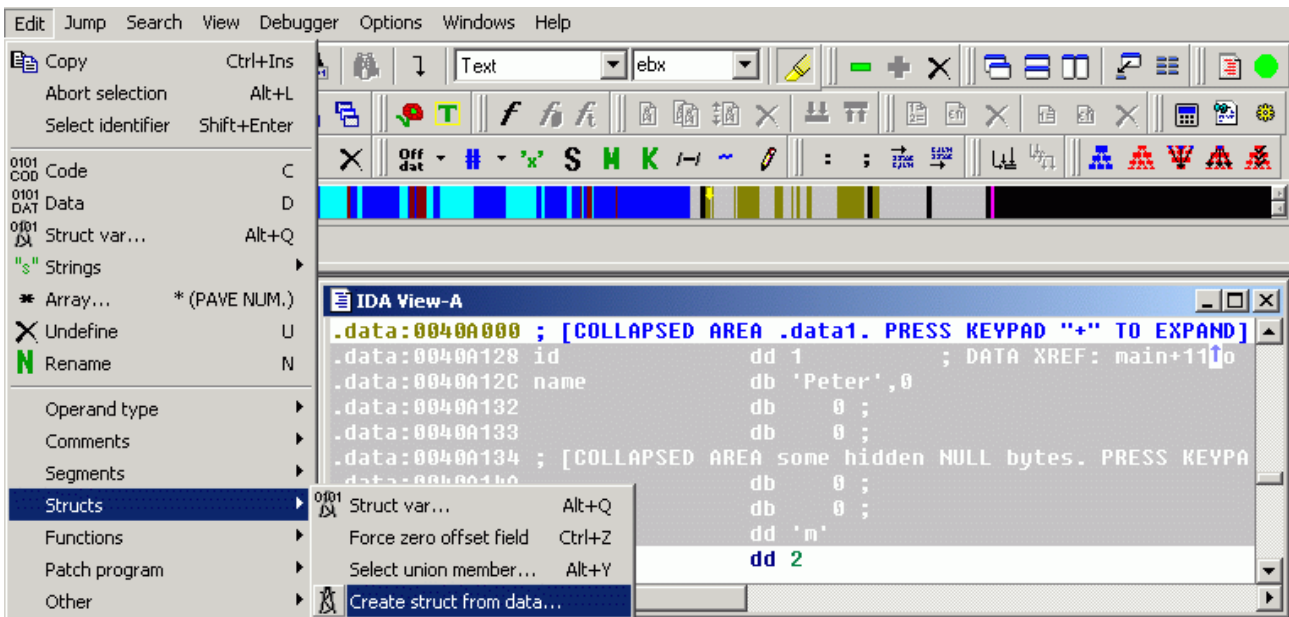 Edit Jump Search View Debugger Options Windows Help
Copy Ctrl+Ins
Text ebx
Abort selection Alt+L
Select identifier Shift+Enter
Code C
Data D
Struct var... Alt+Q
"s" Strings
Array... * (PAVE NUM.)
Undefine U
N Rename N
Operand type
Comments
Segments
Structs
Functions
Patch program
Other
Struct var... Alt+Q
Force zero offset field Ctrl+Z
Select union member... Alt+Y
Create struct from data...
IDA View-A
.data:0040A000 ; [COLLAPSED AREA .data1. PRESS KEYPAD "+" TO EXPAND]
.data:0040A128 id dd 1 ; DATA XREF: main+11↑o
.data:0040A12C name db 'Peter',0
.data:0040A132 db 0 ;
.data:0040A133 db 0 ;
.data:0040A134 ; [COLLAPSED AREA some hidden NULL bytes. PRESS KEYPA
.data:0040A140 db 0 ;
db 0 ;
dd 'm'
dd 2